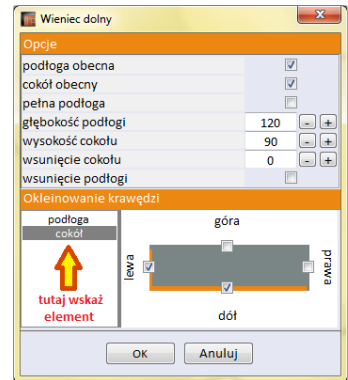 Wieniec dolny
Opcje
podłoga obecna
cokół obecny
pełna podłoga
głębokość podłogi 120 - +
wysokość cokołu 90 - +
wsunięcie cokołu 0 - +
wsunięcie podłogi
Okleinowanie krawędzi
podłoga
cokół
tutaj wskaż
element
góra
lewa
prawa
dół
OK Anuluj